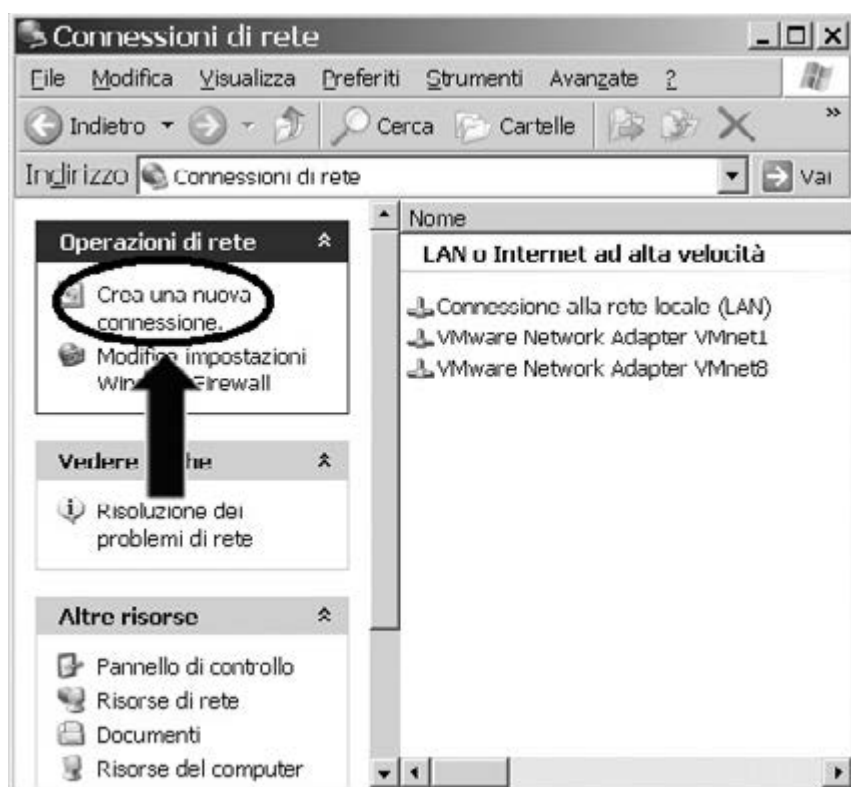 Connessioni di rete
File Modifica Visualizza Preferiti Strumenti Avanzate ?
Indietro Cerca Cartelle »
Indirizzo Connessioni di rete Vai
Operazioni di rete
Crea una nuova
connessione.
Modifica impostazioni
Firewall
Vedere
Risoluzione dei
problemi di rete
Altre risorse
Pannello di controllo
Risorse di rete
Documenti
Risorse del computer
Nome
LAN o Internet ad alta velocità
Connessione alla rete locale (LAN)
VMware Network Adapter VMnet1
VMware Network Adapter VMnet8